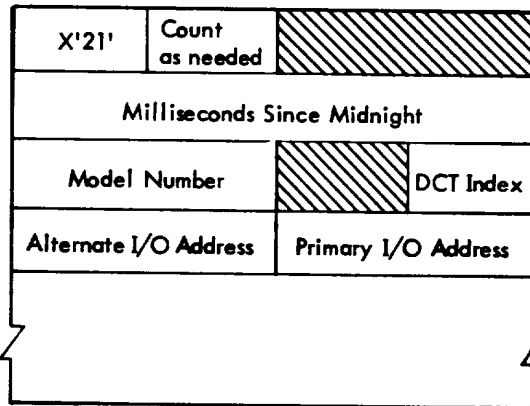 X'21'
Count
as needed
Milliseconds Since Midnight
Model Number
DCT Index
Alternate I/O Address
Primary I/O Address